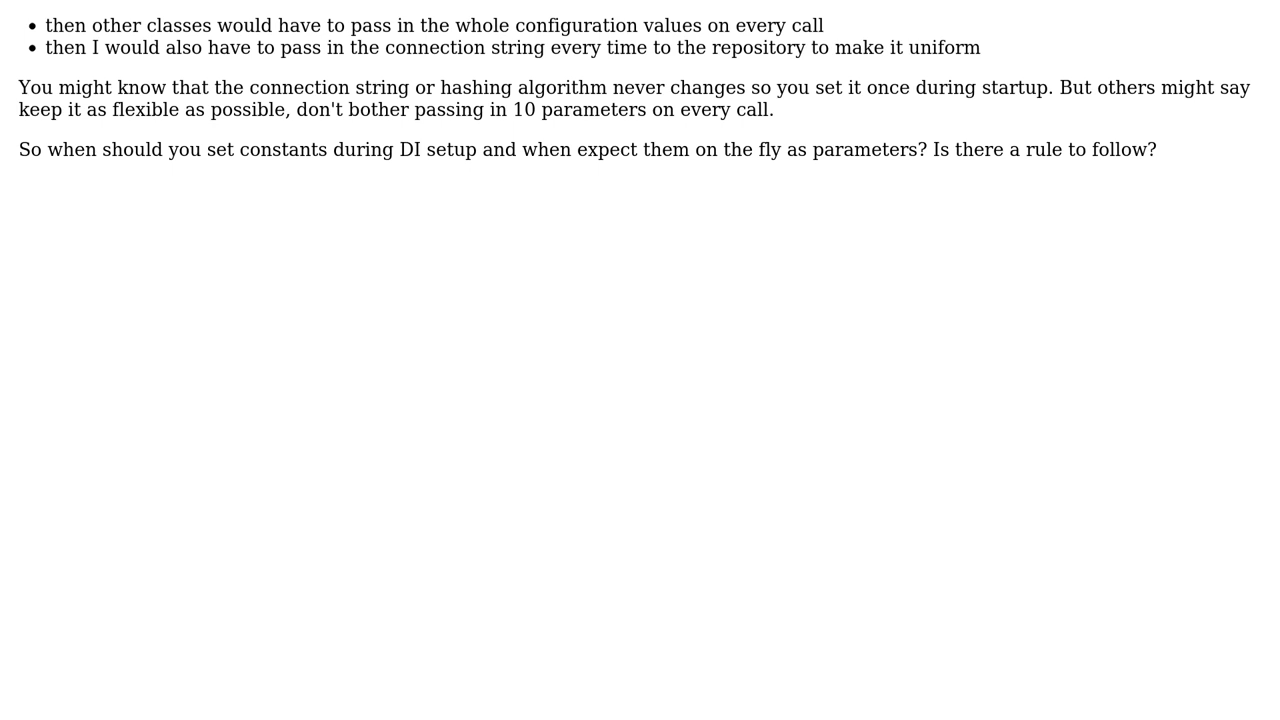 • then other classes would have to pass in the whole configuration values on every call
• then I would also have to pass in the connection string every time to the repository to make it uniform
You might know that the connection string or hashing algorithm never changes so you set it once during startup. But others might say
keep it as flexible as possible, don't bother passing in 10 parameters on every call.
So when should you set constants during DI setup and when expect them on the fly as parameters? Is there a rule to follow?